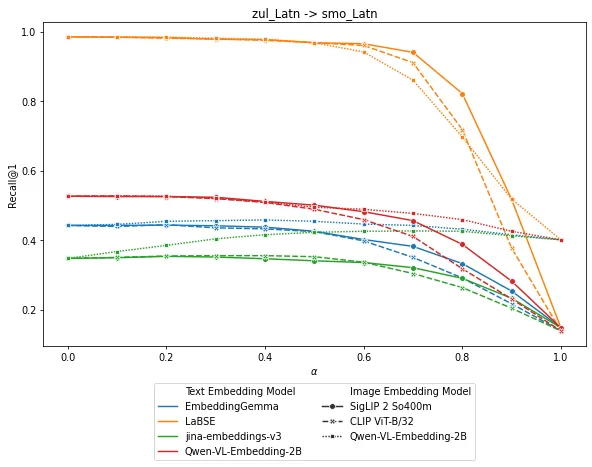 zul_Latn -> smo_Latn
1.0
0.8
0.6
0.4
0.2
Recall@1
0.0 0.2 0.4 0.6 0.8 1.0
α
Text Embedding Model Image Embedding Model
EmbeddingGemma SigLIP 2 So400m
LaBSE CLIP ViT-B/32
jina-embeddings-v3 Qwen-VL-Embedding-2B
Qwen-VL-Embedding-2B